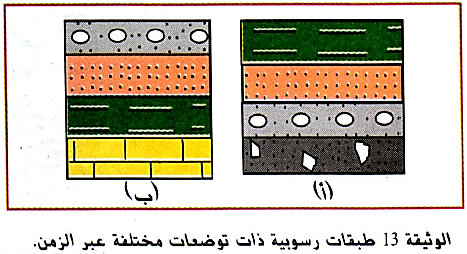 (أ) (ب)
الوثيقة 13 طبقات رسوبية ذات توضعات مختلفة عبر الزمن.